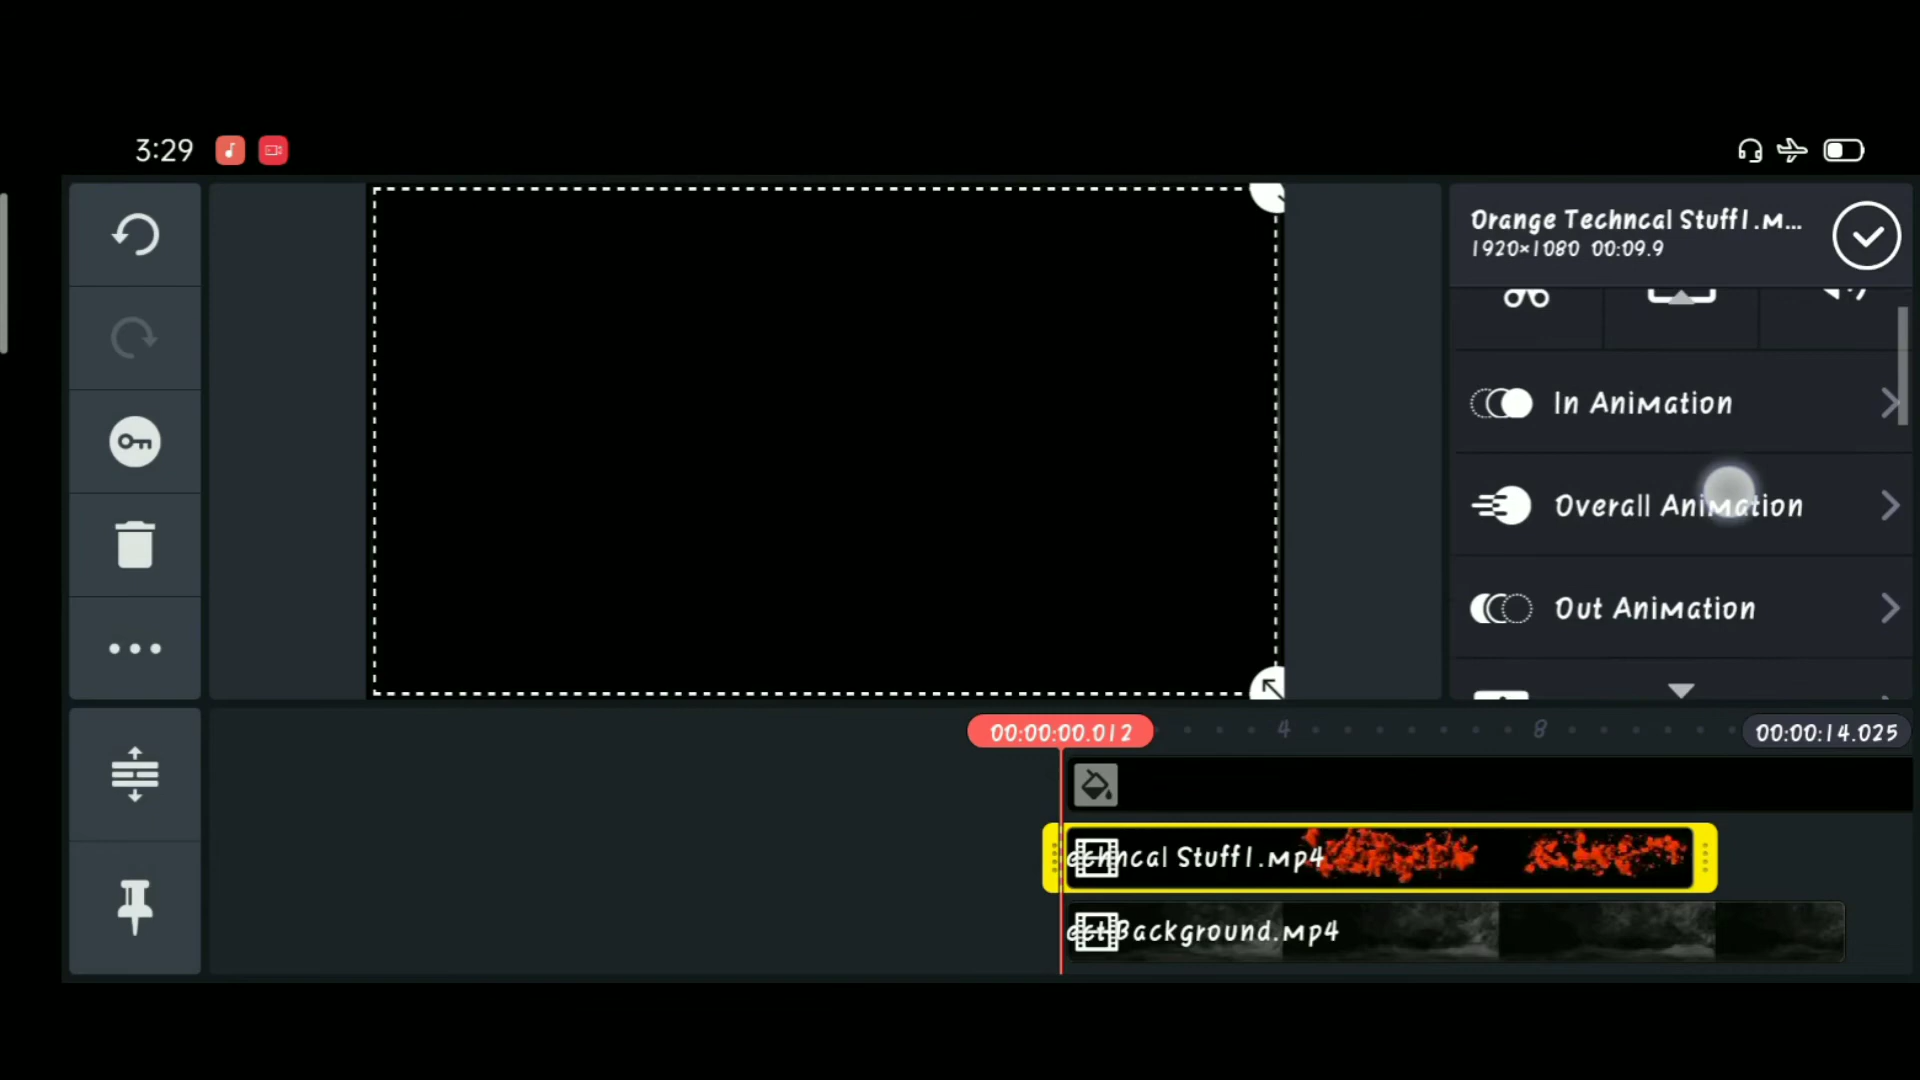 3:29
Orange Techncal Stuff1.M...
1920×1080 00:09.9
In Animation
Overall Animation
Out Animation
00:00:00.012
4
8
00:00:14.025
echncal Stuff1.mp4
ect Background.mp4